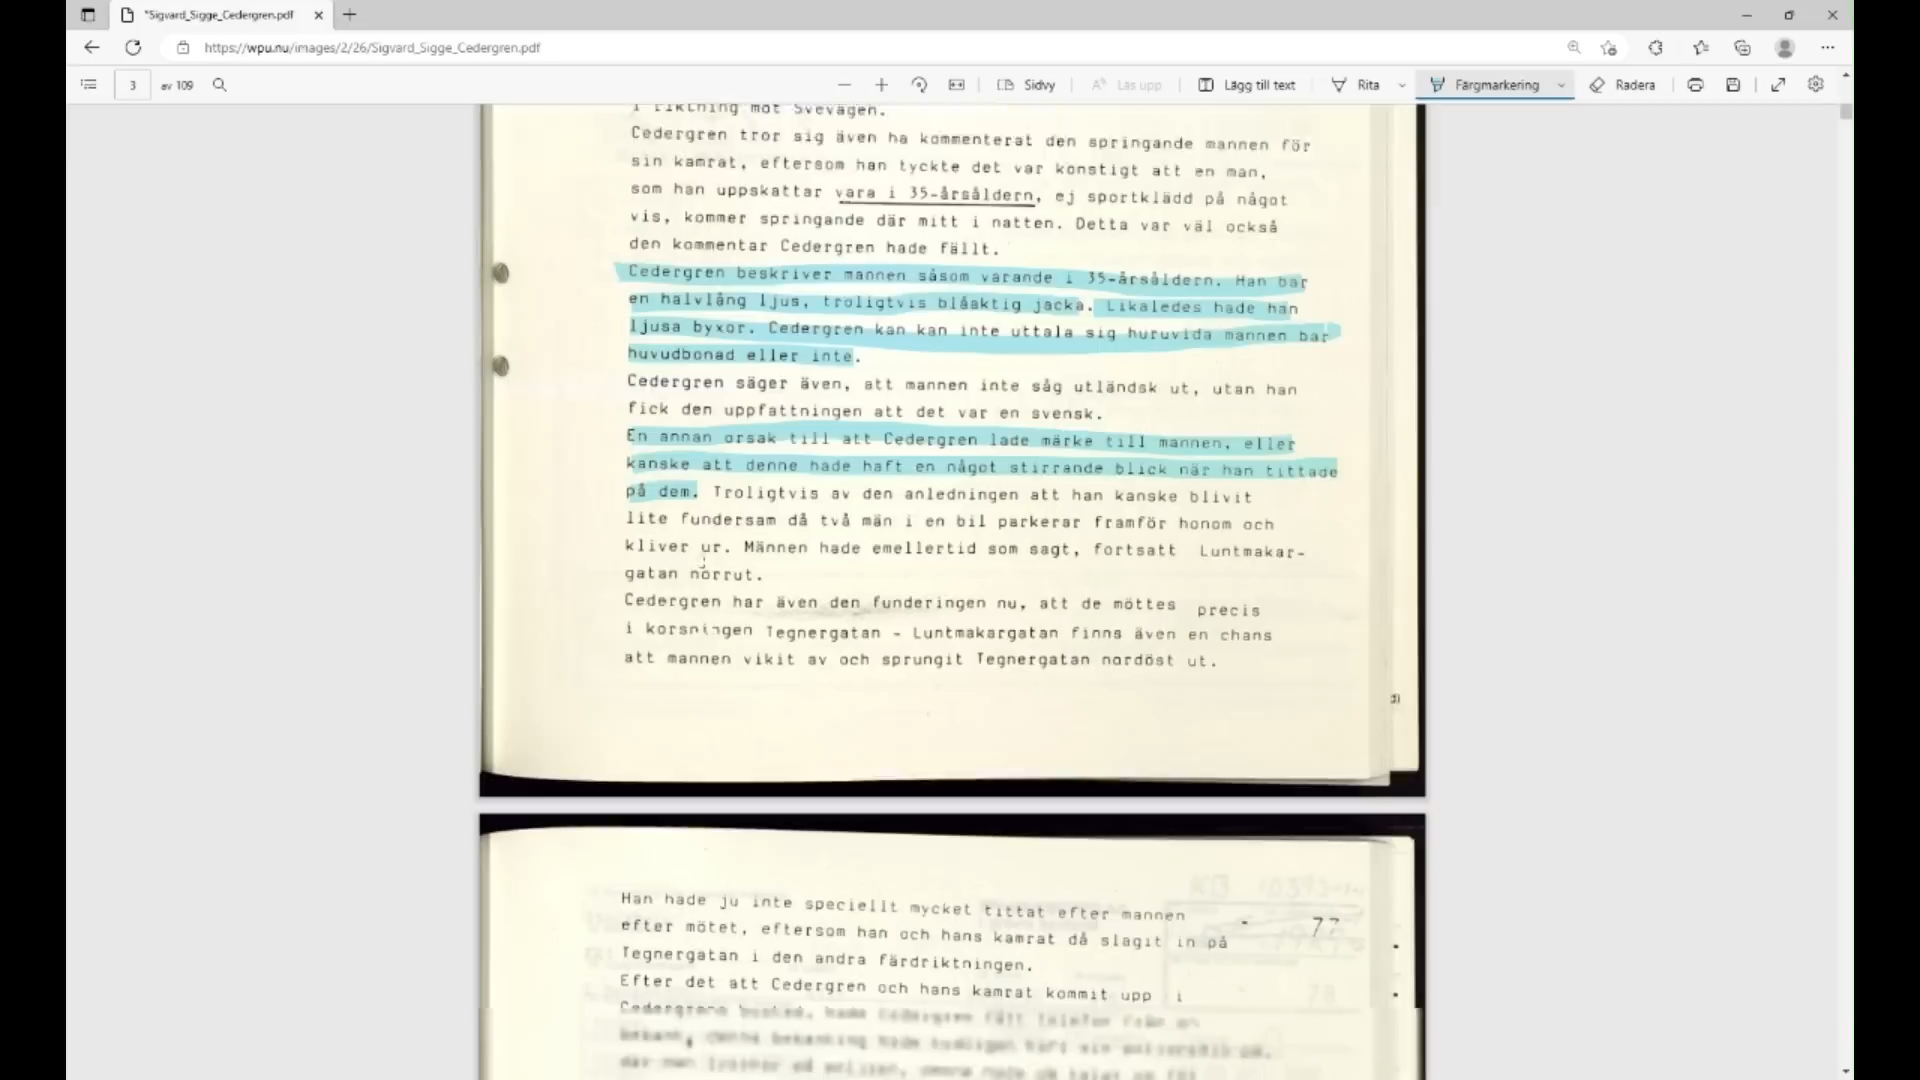 *Sigvard_Sigge_Cedergren.pdf
https://wpu.nu/images/2/26/Sigvard_Sigge_Cedergren.pdf
3 av 109 Sidvy Läs upp Lägg till text Rita Färgmarkering Radera
i riktning mot Svevägen.
Cedergren tror sig även ha kommenterat den springande mannen för
sin kamrat, eftersom han tyckte det var konstigt att en man,
som han uppskattar vara i 35-årsåldern, ej sportklädd på något
vis, kommer springande där mitt i natten. Detta var väl också
den kommentar Cedergren hade fällt.
Cedergren beskriver mannen såsom varande i 35-årsåldern. Han bar
en halvlång ljus, troligtvis blåaktig jacka. Likaledes hade han
ljusa byxor. Cedergren kan kan inte uttala sig huruvida mannen bar
huvudbonad eller inte.
Cedergren säger även, att mannen inte såg utländsk ut, utan han
fick den uppfattningen att det var en svensk.
En annan orsak till att Cedergren lade märke till mannen, eller
kanske att denne hade haft en något stirrande blick när han tittade
på dem. Troligtvis av den anledningen att han kanske blivit
lite fundersam då två män i en bil parkerar framför honom och
kliver ur. Männen hade emellertid som sagt, fortsatt Luntmakar-
gatan norrut.
Cedergren har även den funderingen nu, att de möttes precis
i korsningen Tegnergatan - Luntmakargatan finns även en chans
att mannen vikit av och sprungit Tegnergatan nordöst ut.
Han hade ju inte speciellt mycket tittat efter mannen
efter mötet, eftersom han och hans kamrat då slagit in på
Tegnergatan i den andra färdriktningen.
Efter det att Cedergren och hans kamrat kommit upp i
Cedergrens bostad, hade Cedergren fått telefon från en